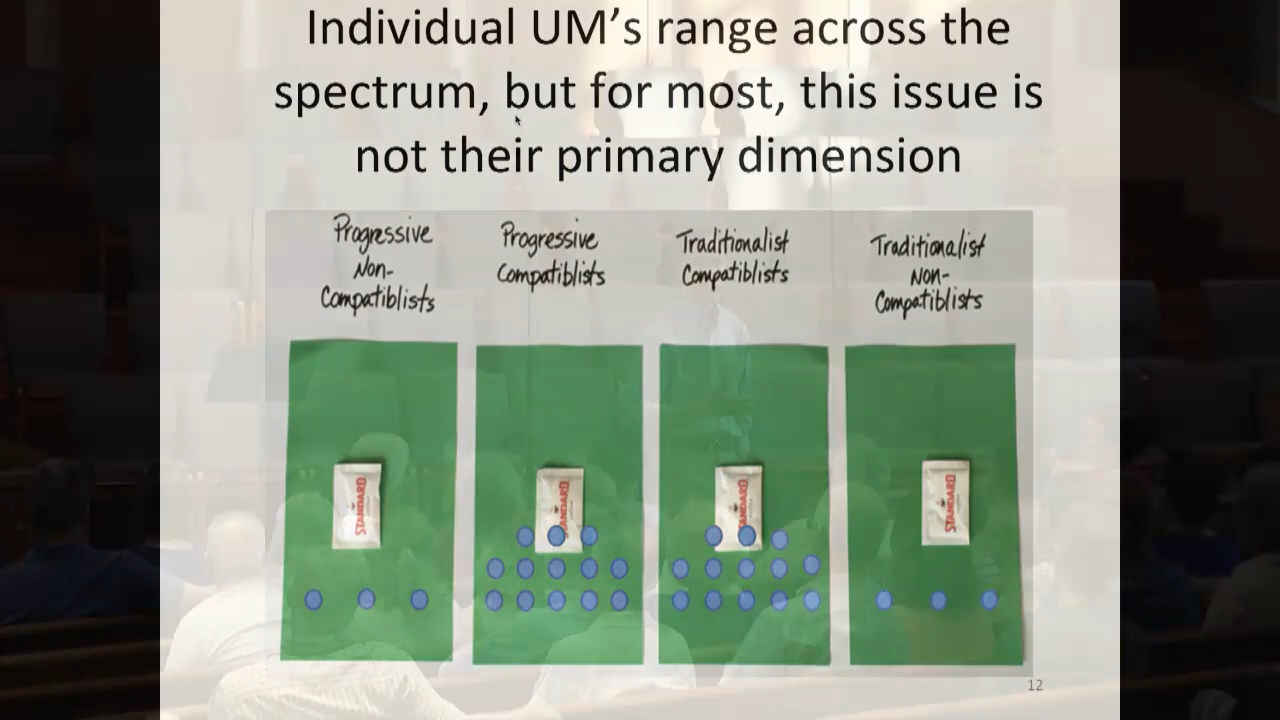 Individual UM's range across the
spectrum, but for most, this issue is
not their primary dimension
Progressive
Non-
Compatiblists
Progressive
Compatiblists
Traditionalist
Compatiblists
Traditionalist
Non-
Compatiblists
STANDARD
STANDARD
STANDARD
STANDARD
12